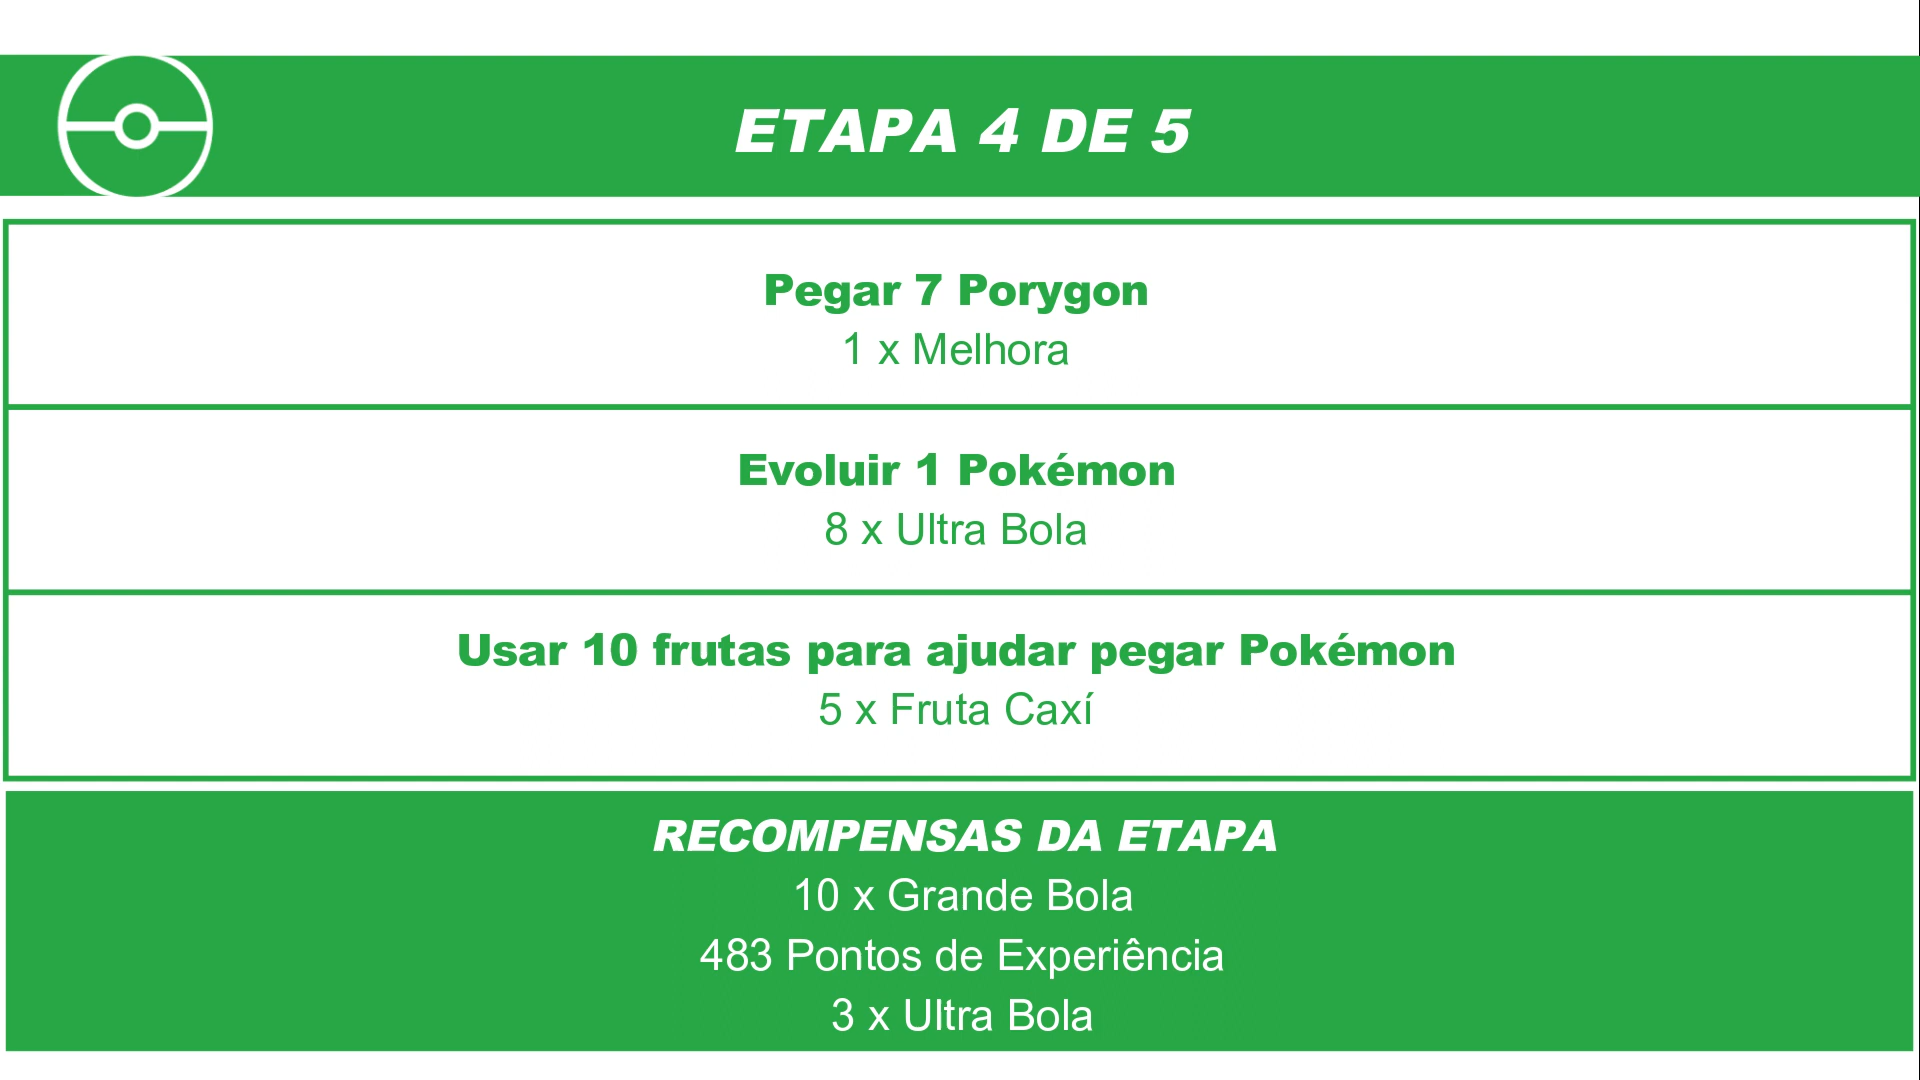 ETAPA 4 DE 5
Pegar 7 Porygon
1 x Melhora
Evoluir 1 Pokémon
8 x Ultra Bola
Usar 10 frutas para ajudar pegar Pokémon
5 x Fruta Caxí
RECOMPENSAS DA ETAPA
10 x Grande Bola
483 Pontos de Experiência
3 x Ultra Bola